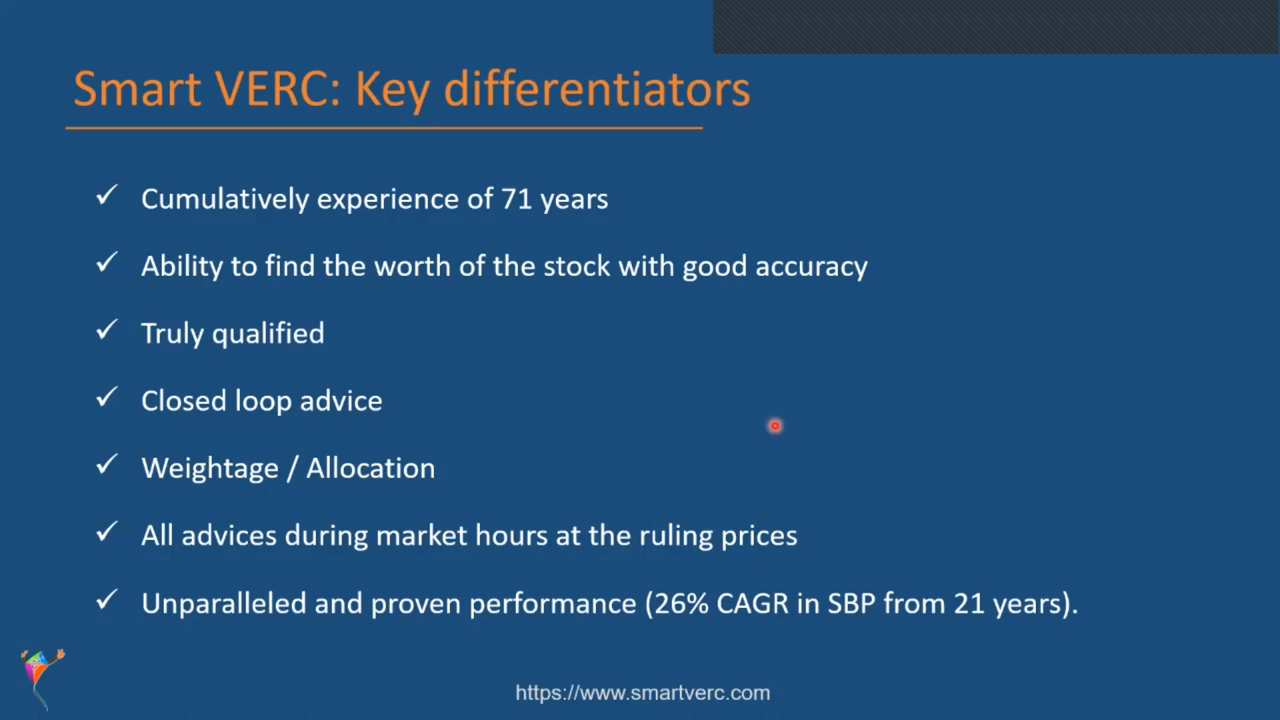 Smart VERC: Key differentiators
✓ Cumulatively experience of 71 years
✓ Ability to find the worth of the stock with good accuracy
✓ Truly qualified
✓ Closed loop advice
✓ Weightage / Allocation
✓ All advices during market hours at the ruling prices
✓ Unparalleled and proven performance (26% CAGR in SBP from 21 years).
https://www.smartverc.com